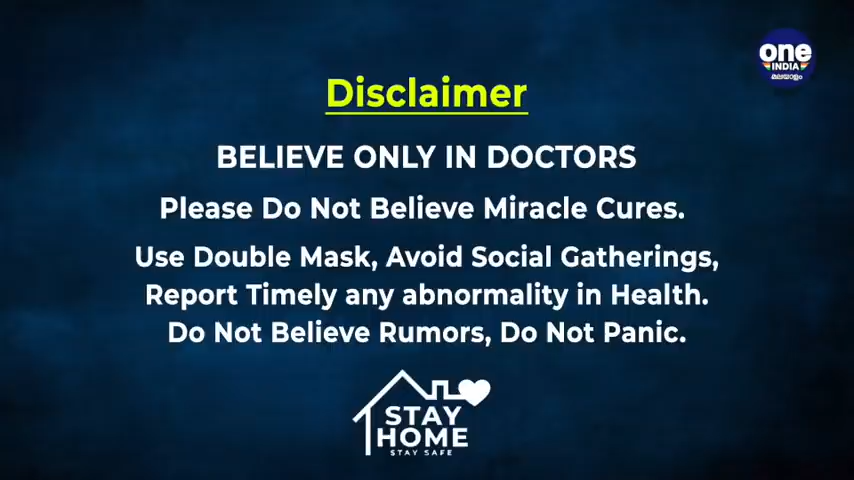 one
INDIA
മലയാളം
Disclaimer
BELIEVE ONLY IN DOCTORS
Please Do Not Believe Miracle Cures.
Use Double Mask, Avoid Social Gatherings,
Report Timely any abnormality in Health.
Do Not Believe Rumors, Do Not Panic.
STAY
HOME
STAY SAFE